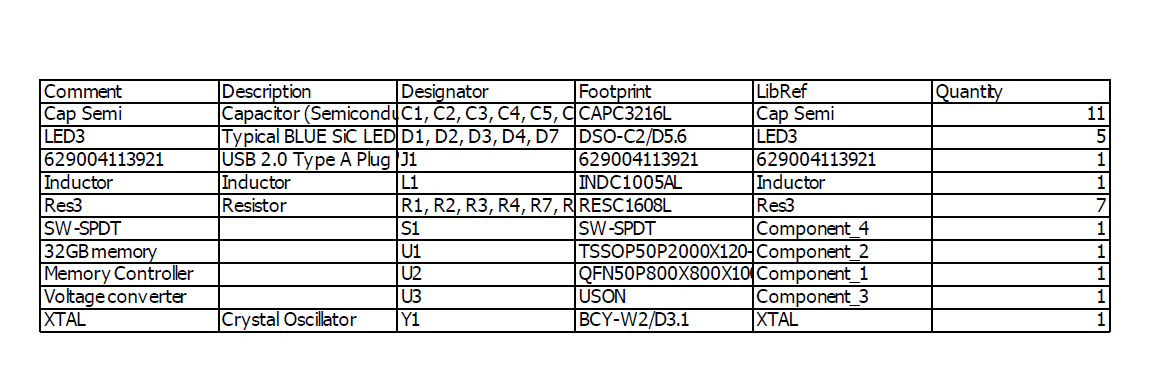 Comment Description Designator Footprint LibRef Quantity
Cap Semi Capacitor (Semicondu C1, C2, C3, C4, C5, C CAPC3216L Cap Semi 11
LED3 Typical BLUE SiC LED D1, D2, D3, D4, D7 DSO-C2/D5.6 LED3 5
629004113921 USB 2.0 Type A Plug J1 629004113921 629004113921 1
Inductor Inductor L1 INDC1005AL Inductor 1
Res3 Resistor R1, R2, R3, R4, R7, R RESC1608L Res3 7
SW-SPDT S1 SW-SPDT Component_4 1
32GB memory U1 TSSOP50P2000X120- Component_2 1
Memory Controller U2 QFN50P800X800X100 Component_1 1
Voltage converter U3 USON Component_3 1
XTAL Crystal Oscillator Y1 BCY-W2/D3.1 XTAL 1